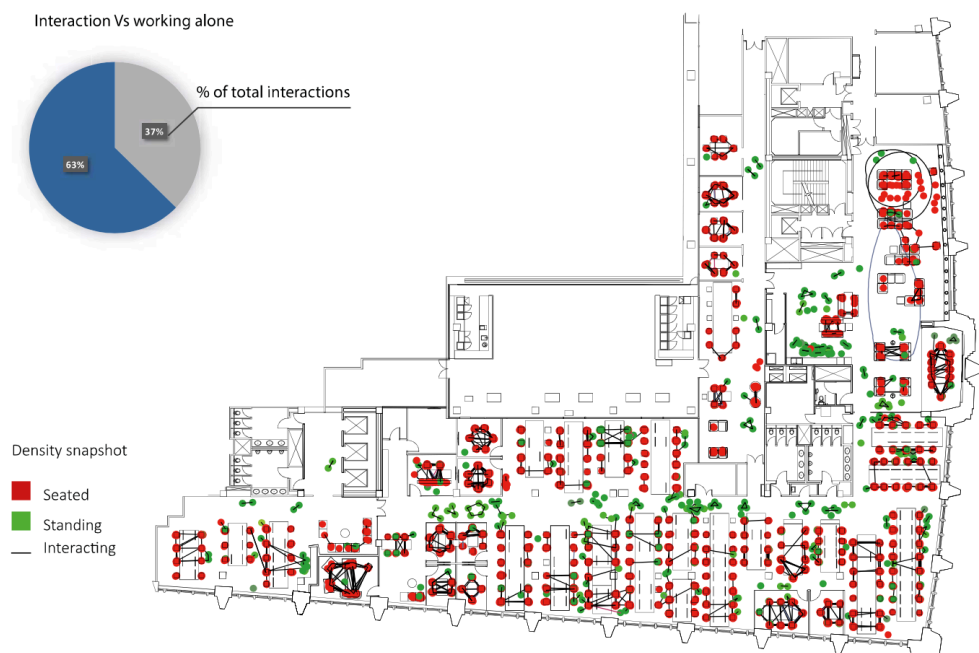 Interaction Vs working alone
% of total interactions
37%
63%
Density snapshot
Seated
Standing
Interacting